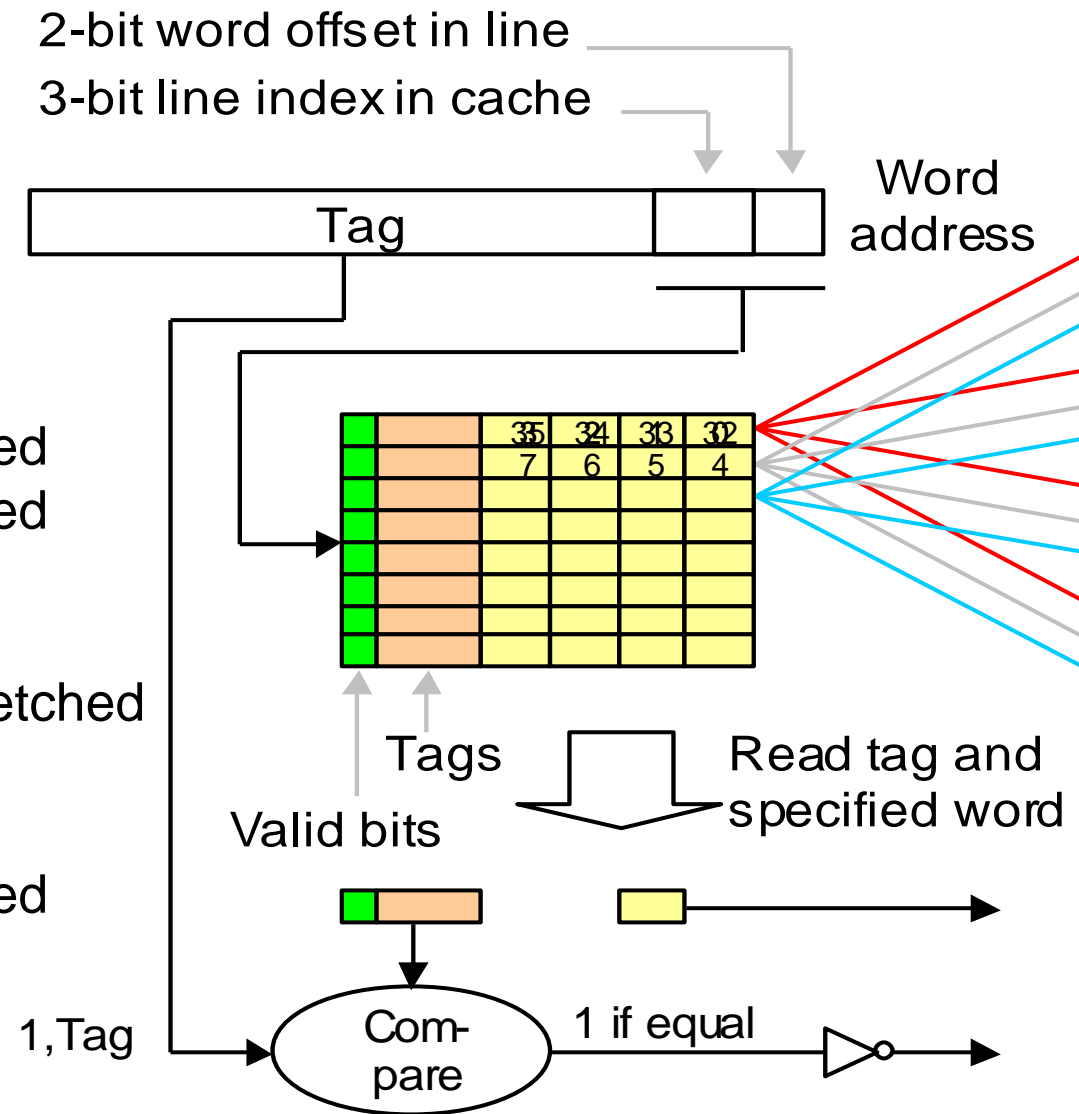 2-bit word offset in line
3-bit line index in cache
Tag
Word
address
ed
7 6 5 4
ed
etched
Tags
Read tag and
specified word
Valid bits
ed
1,Tag
Com-
pare
1 if equal